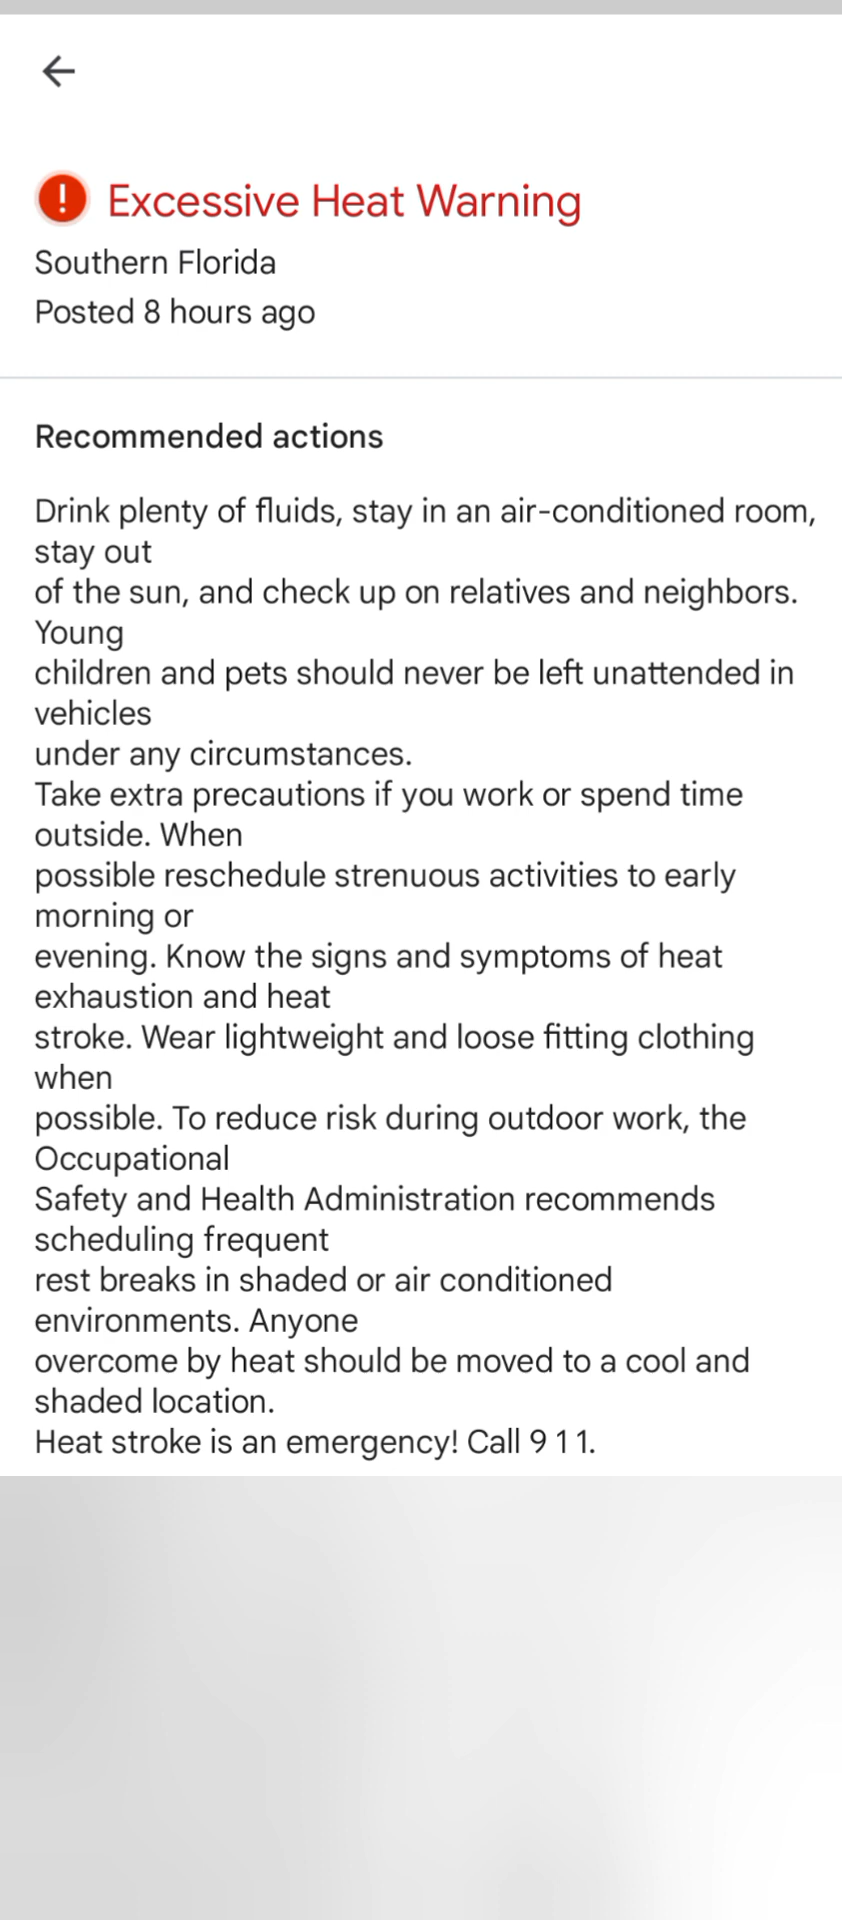 Excessive Heat Warning
Southern Florida
Posted 8 hours ago
Recommended actions
Drink plenty of fluids, stay in an air-conditioned room,
stay out
of the sun, and check up on relatives and neighbors.
Young
children and pets should never be left unattended in
vehicles
under any circumstances.
Take extra precautions if you work or spend time
outside. When
possible reschedule strenuous activities to early
morning or
evening. Know the signs and symptoms of heat
exhaustion and heat
stroke. Wear lightweight and loose fitting clothing
when
possible. To reduce risk during outdoor work, the
Occupational
Safety and Health Administration recommends
scheduling frequent
rest breaks in shaded or air conditioned
environments. Anyone
overcome by heat should be moved to a cool and
shaded location.
Heat stroke is an emergency! Call 9 1 1.